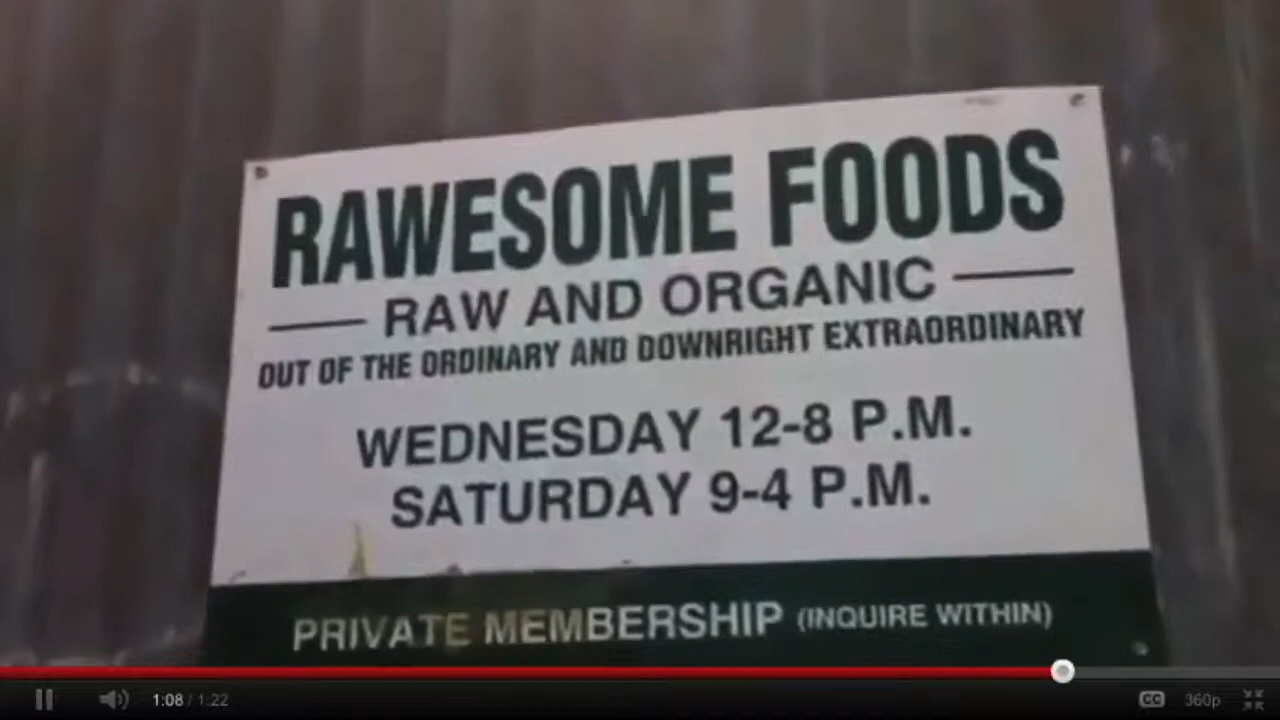 RAWESOME FOODS
RAW AND ORGANIC
OUT OF THE ORDINARY AND DOWNRIGHT EXTRAORDINARY
WEDNESDAY 12-8 P.M.
SATURDAY 9-4 P.M.
PRIVATE MEMBERSHIP (INQUIRE WITHIN)
1:08 / 1:22 CC 360p